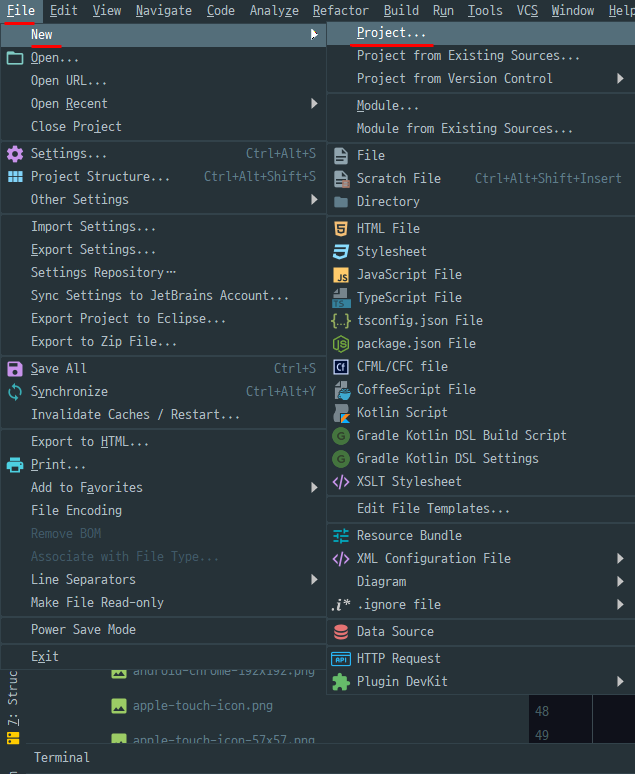 File Edit View Navigate Code Analyze Refactor Build Run Tools VCS Window Help
New
Open...
Open URL...
Open Recent
Close Project
Settings... Ctrl+Alt+S
Project Structure... Ctrl+Alt+Shift+S
Other Settings
Import Settings...
Export Settings...
Settings Repository…
Sync Settings to JetBrains Account...
Export Project to Eclipse...
Export to Zip File...
Save All Ctrl+S
Synchronize Ctrl+Alt+Y
Invalidate Caches / Restart...
Export to HTML...
Print...
Add to Favorites
File Encoding
Remove BOM
Associate with File Type...
Line Separators
Make File Read-only
Power Save Mode
Exit
Project...
Project from Existing Sources...
Project from Version Control
Module...
Module from Existing Sources...
File
Scratch File Ctrl+Alt+Shift+Insert
Directory
HTML File
Stylesheet
JS JavaScript File
TS TypeScript File
{..} tsconfig.json File
package.json File
Cf CFML/CFC file
CoffeeScript File
Kotlin Script
G Gradle Kotlin DSL Build Script
G Gradle Kotlin DSL Settings
</> XSLT Stylesheet
Edit File Templates...
Resource Bundle
</> XML Configuration File
Diagram
.i* .ignore file
Data Source
API HTTP Request
Plugin DevKit
android-chrome-192x192.png
apple-touch-icon.png
apple-touch-icon-57x57.png
7: Struc
48
49
Terminal